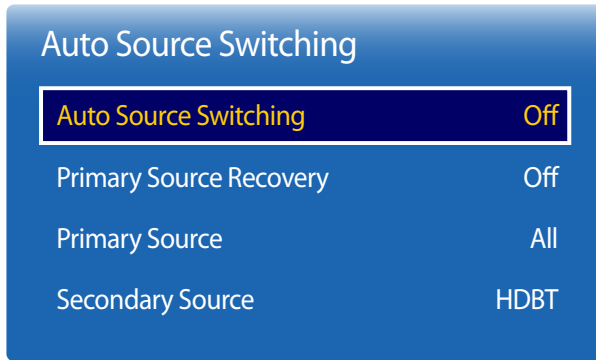 Auto Source Switching
Auto Source Switching Off
Primary Source Recovery Off
Primary Source All
Secondary Source HDBT